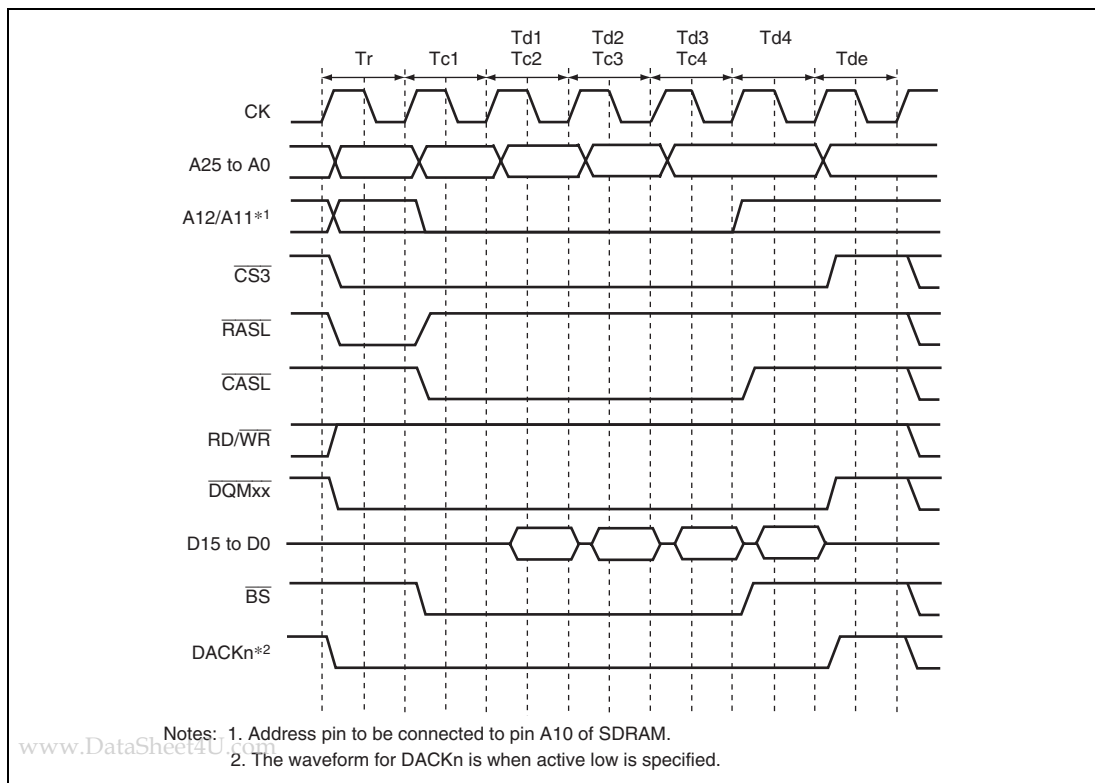 Td1 Td2 Td3 Td4
Tr Tc1 Tc2 Tc3 Tc4 Tde
CK
A25 to A0
A12/A11*1
CS3
RASL
CASL
RD/WR
DQMxx
D15 to D0
BS
DACKn*2
Notes: 1. Address pin to be connected to pin A10 of SDRAM.
2. The waveform for DACKn is when active low is specified.
www.DataSheet4U.com